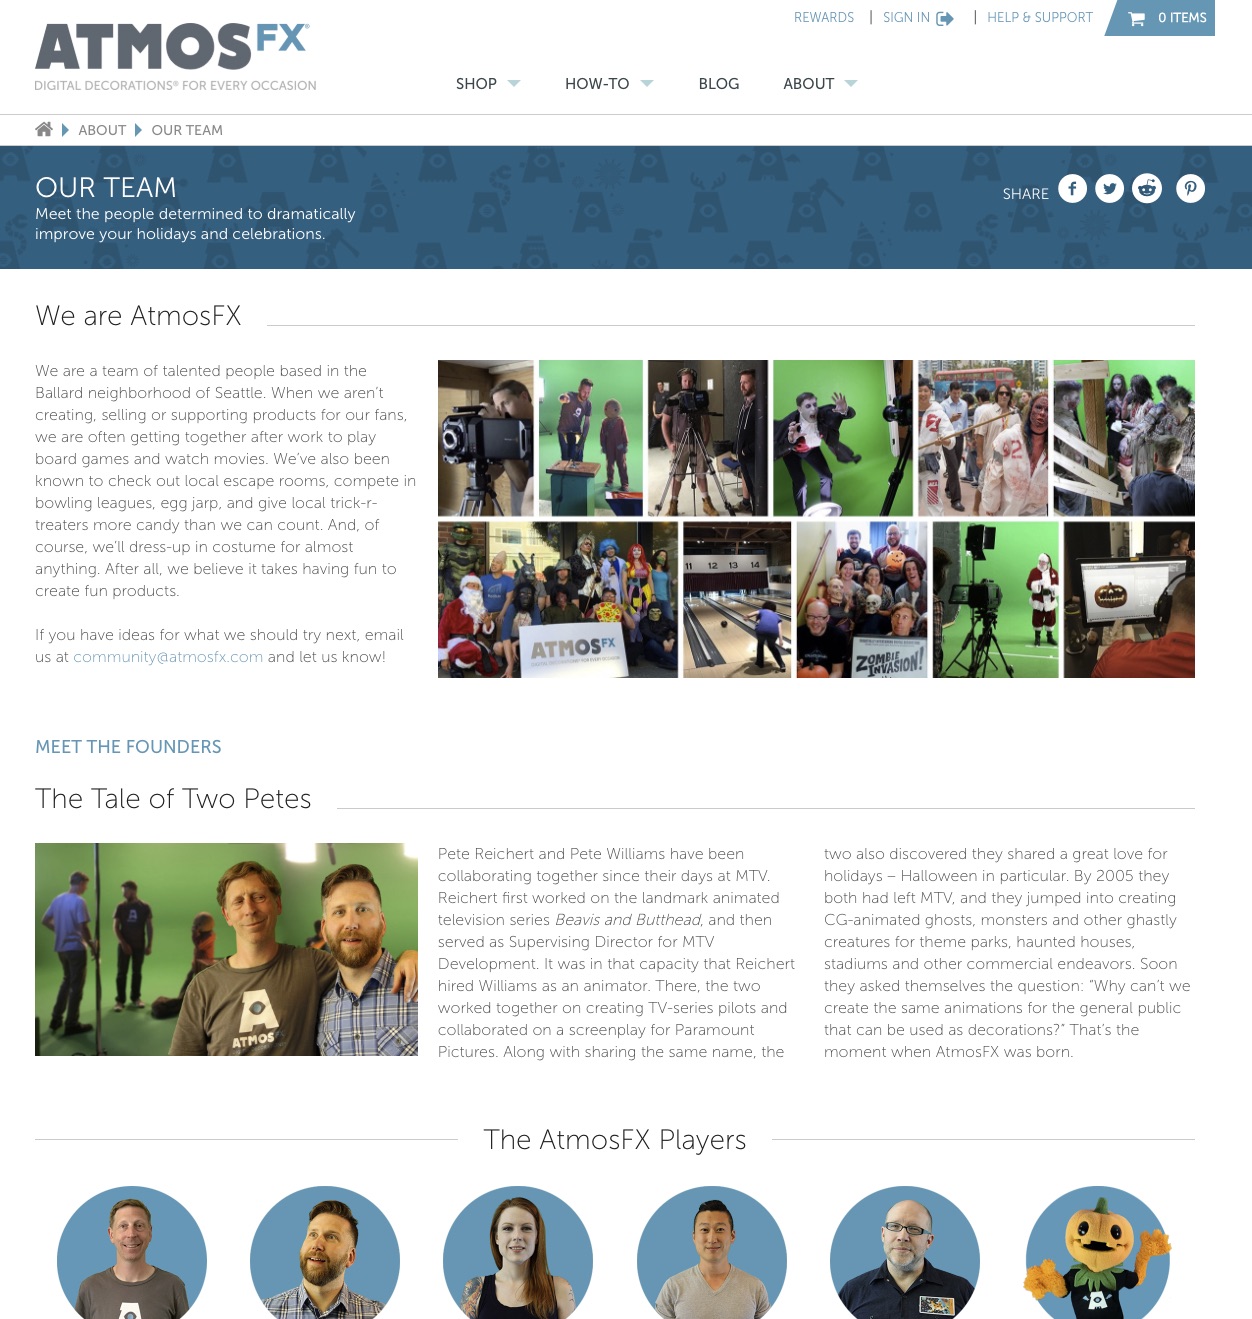 REWARDS | SIGN IN | HELP & SUPPORT 0 ITEMS
ATMOSFX®
DIGITAL DECORATIONS® FOR EVERY OCCASION
SHOP HOW-TO BLOG ABOUT
ABOUT OUR TEAM
OUR TEAM
Meet the people determined to dramatically
improve your holidays and celebrations.
SHARE
We are AtmosFX
We are a team of talented people based in the
Ballard neighborhood of Seattle. When we aren’t
creating, selling or supporting products for our fans,
we are often getting together after work to play
board games and watch movies. We’ve also been
known to check out local escape rooms, compete in
bowling leagues, egg jarp, and give local trick-r-
treaters more candy than we can count. And, of
course, we’ll dress-up in costume for almost
anything. After all, we believe it takes having fun to
create fun products.
If you have ideas for what we should try next, email
us at community@atmosfx.com and let us know!
11 12 13 14
ATMOSFX
ZOMBIE
INVASION!
MEET THE FOUNDERS
The Tale of Two Petes
ATMOS
Pete Reichert and Pete Williams have been
collaborating together since their days at MTV.
Reichert first worked on the landmark animated
television series Beavis and Butthead, and then
served as Supervising Director for MTV
Development. It was in that capacity that Reichert
hired Williams as an animator. There, the two
worked together on creating TV-series pilots and
collaborated on a screenplay for Paramount
Pictures. Along with sharing the same name, the
two also discovered they shared a great love for
holidays – Halloween in particular. By 2005 they
both had left MTV, and they jumped into creating
CG-animated ghosts, monsters and other ghastly
creatures for theme parks, haunted houses,
stadiums and other commercial endeavors. Soon
they asked themselves the question: “Why can’t we
create the same animations for the general public
that can be used as decorations?” That’s the
moment when AtmosFX was born.
The AtmosFX Players